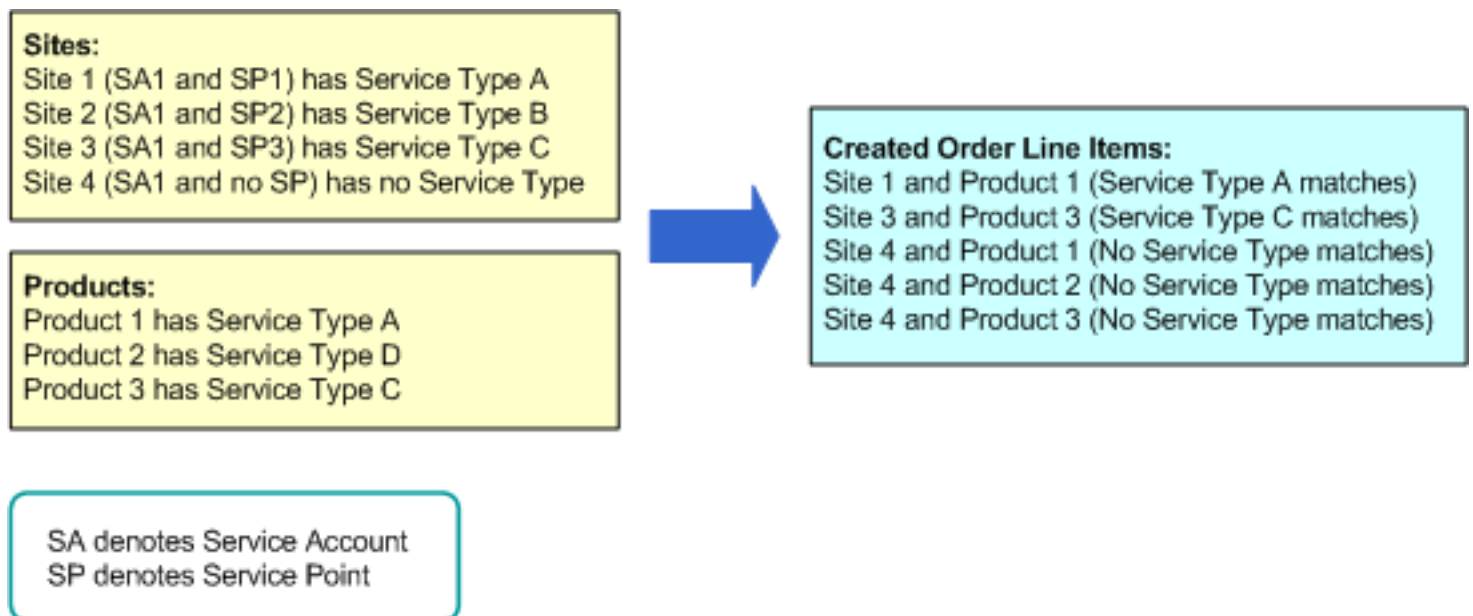 Sites:
Site 1 (SA1 and SP1) has Service Type A
Site 2 (SA1 and SP2) has Service Type B
Site 3 (SA1 and SP3) has Service Type C
Site 4 (SA1 and no SP) has no Service Type
Products:
Product 1 has Service Type A
Product 2 has Service Type D
Product 3 has Service Type C
Created Order Line Items:
Site 1 and Product 1 (Service Type A matches)
Site 3 and Product 3 (Service Type C matches)
Site 4 and Product 1 (No Service Type matches)
Site 4 and Product 2 (No Service Type matches)
Site 4 and Product 3 (No Service Type matches)
SA denotes Service Account
SP denotes Service Point